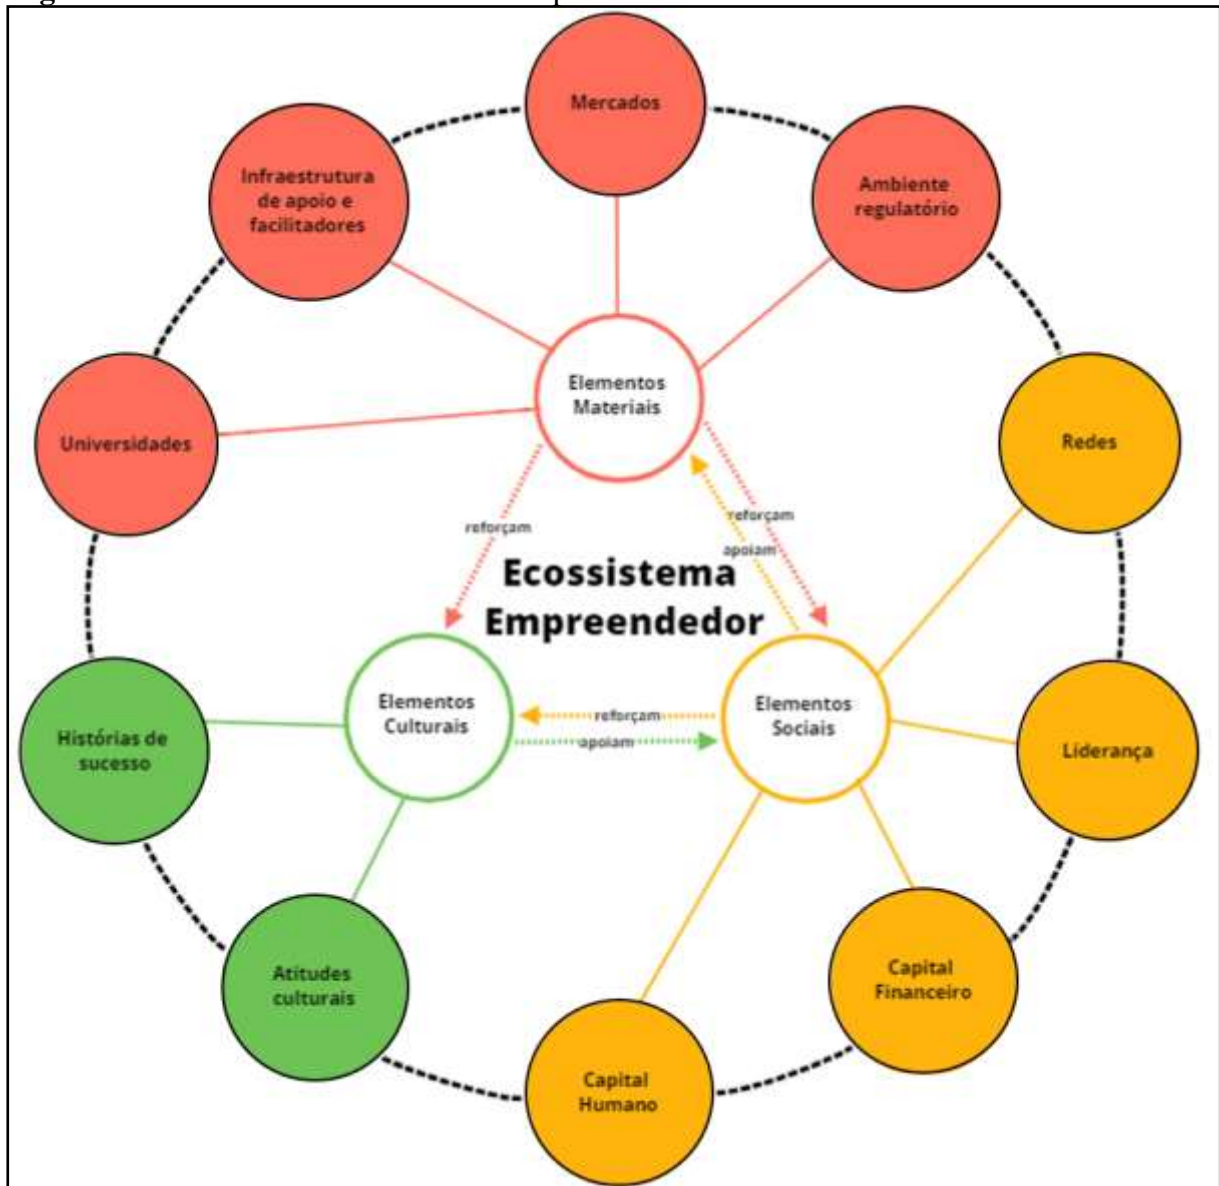 Mercados
Infraestrutura
de apoio e
facilitadores
Ambiente
regulatório
Elementos
Materiais
Universidades
Redes
reforçam
reforçam
apoiam
Ecossistema
Empreendedor
Elementos
Culturais
reforçam
apoiam
Elementos
Sociais
Histórias de
sucesso
Liderança
Atitudes
culturais
Capital
Financeiro
Capital
Humano